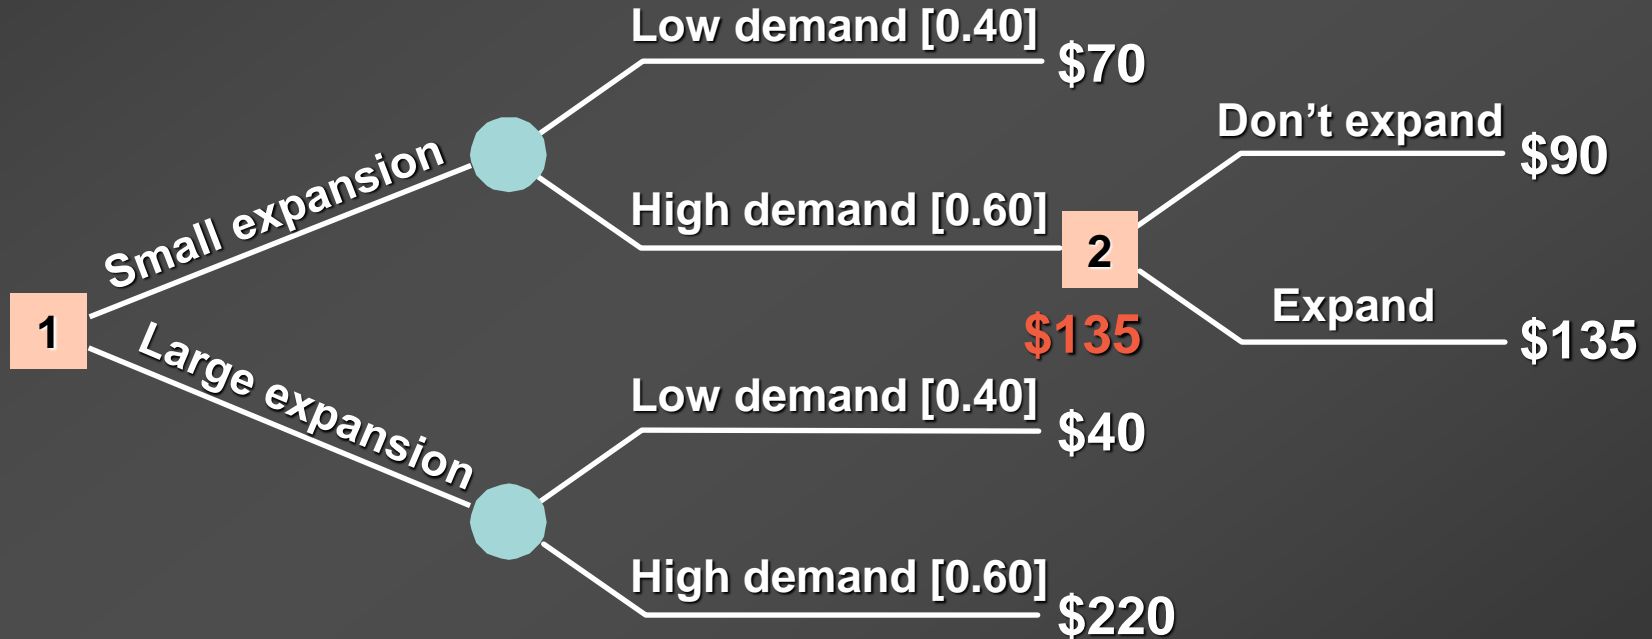 Low demand [0.40]
$70
Don’t expand
$90
Small expansion
High demand [0.60]
2
Expand
1
$135
$135
Large expansion
Low demand [0.40]
$40
High demand [0.60]
$220